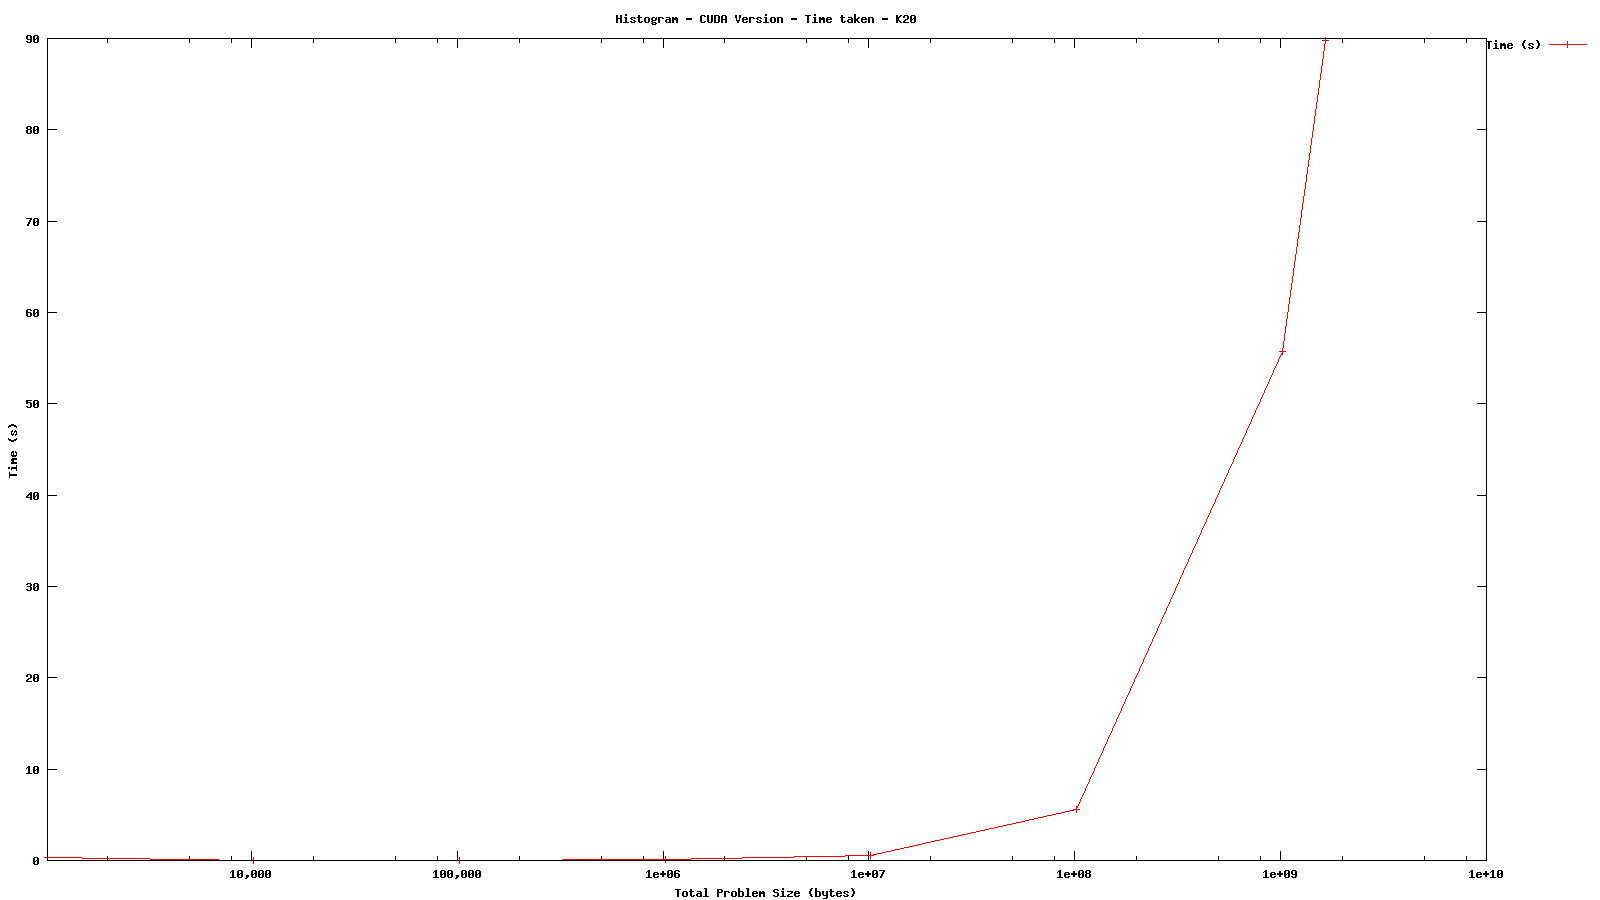 Histogram - CUDA Version - Time taken - K20
Time (s)
90
80
70
60
50
40
30
20
10
0
Time (s)
10,000
100,000
1e+06
1e+07
1e+08
1e+09
1e+10
Total Problem Size (bytes)